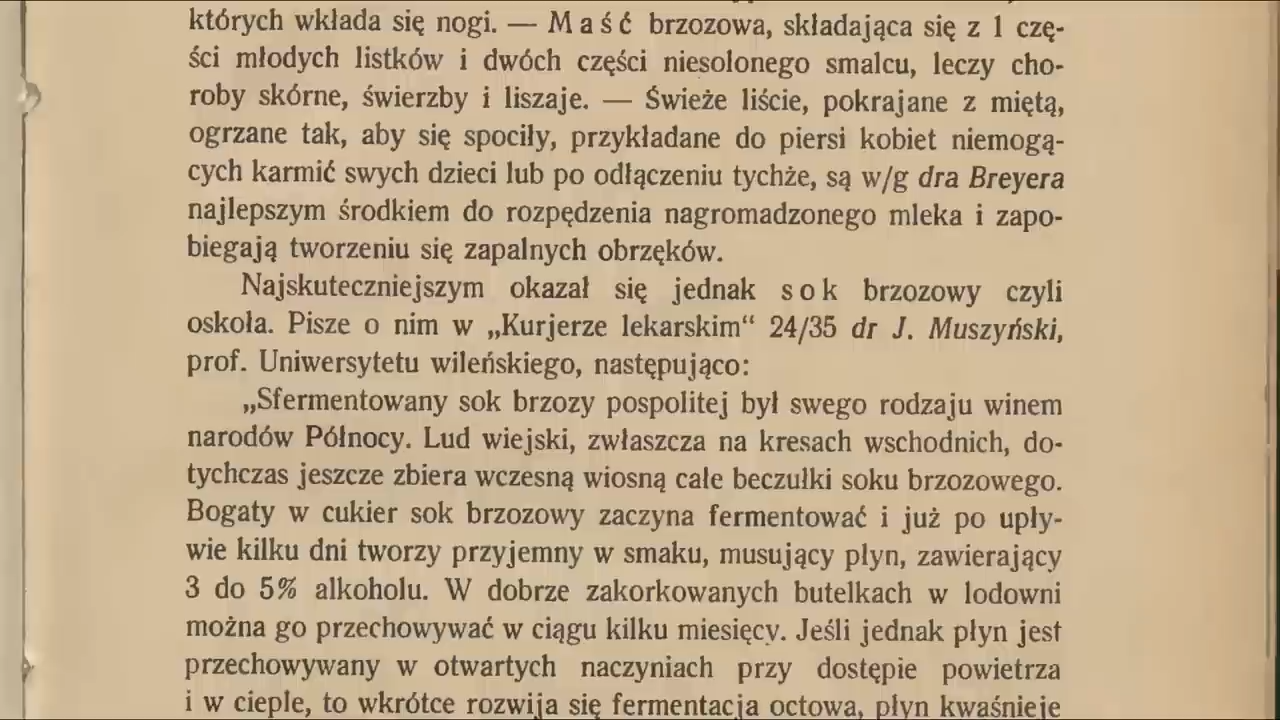 których wkłada się nogi. — Maść brzozowa, składająca się z 1 czę-
ści młodych listków i dwóch części niesolonego smalcu, leczy cho-
roby skórne, świerzby i liszaje. — Świeże liście, pokrajane z miętą,
ogrzane tak, aby się spociły, przykładane do piersi kobiet niemogą-
cych karmić swych dzieci lub po odłączeniu tychże, są w/g dra Breyera
najlepszym środkiem do rozpędzenia nagromadzonego mleka i zapo-
biegają tworzeniu się zapalnych obrzęków.
Najskuteczniejszym okazał się jednak sok brzozowy czyli
oskoła. Pisze o nim w „Kurjerze lekarskim“ 24/35 dr J. Muszyński,
prof. Uniwersytetu wileńskiego, następująco:
„Sfermentowany sok brzozy pospolitej był swego rodzaju winem
narodów Północy. Lud wiejski, zwłaszcza na kresach wschodnich, do-
tychczas jeszcze zbiera wczesną wiosną całe beczułki soku brzozowego.
Bogaty w cukier sok brzozowy zaczyna fermentować i już po upły-
wie kilku dni tworzy przyjemny w smaku, musujący płyn, zawierający
3 do 5% alkoholu. W dobrze zakorkowanych butelkach w lodowni
można go przechowywać w ciągu kilku miesięcy. Jeśli jednak płyn jest
przechowywany w otwartych naczyniach przy dostępie powietrza
i w cieple, to wkrótce rozwija się fermentacja octowa, płyn kwaśnieje